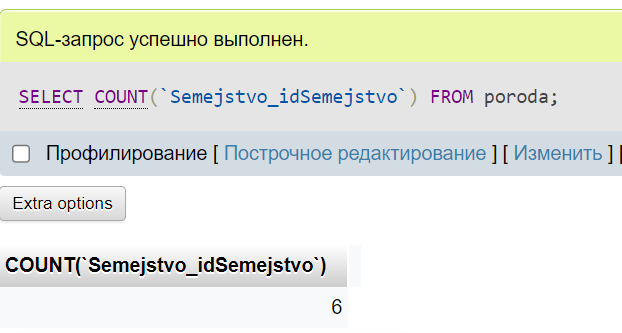 SQL-запрос успешно выполнен.
SELECT COUNT(`Semejstvo_idSemejstvo`) FROM poroda;
Профилирование [ Построчное редактирование ] [ Изменить ] [
Extra options
COUNT(`Semejstvo_idSemejstvo`)
6